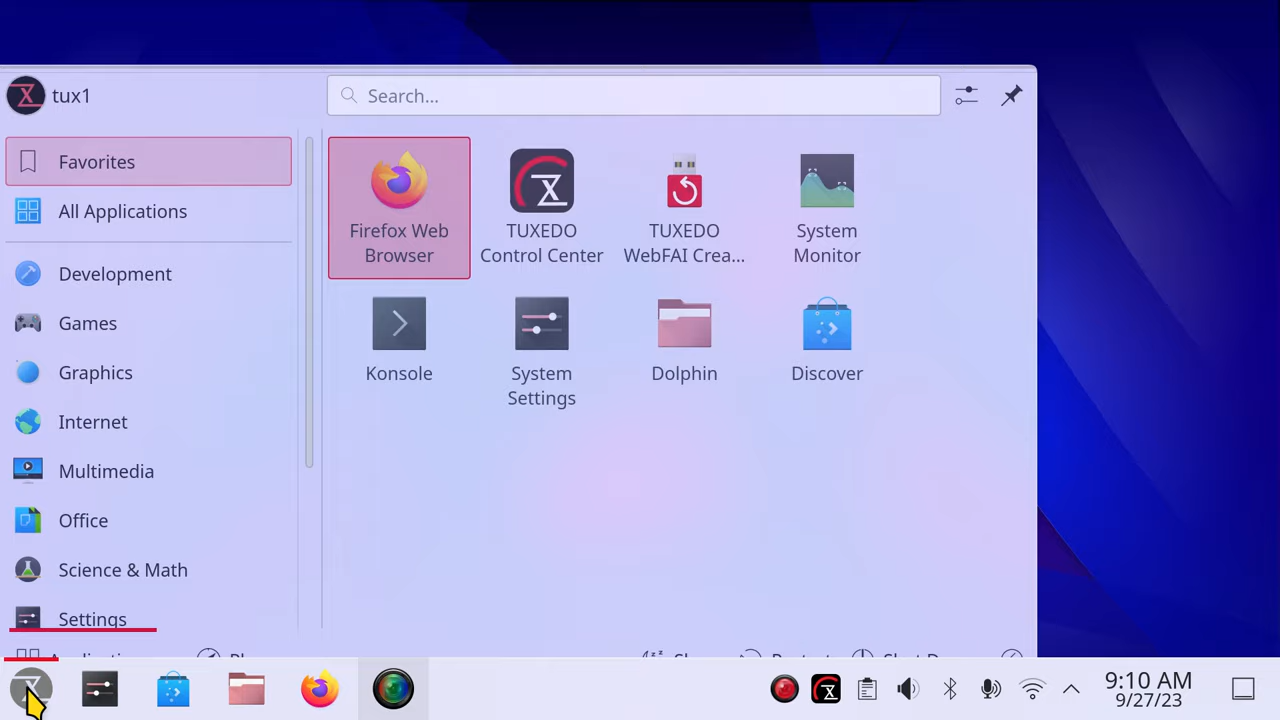 tux1
Search...
Favorites
All Applications
Development
Games
Graphics
Internet
Multimedia
Office
Science & Math
Settings
Firefox Web
Browser
TUXEDO
Control Center
TUXEDO
WebFAI Crea...
System
Monitor
Konsole
System
Settings
Dolphin
Discover
9:10 AM
9/27/23